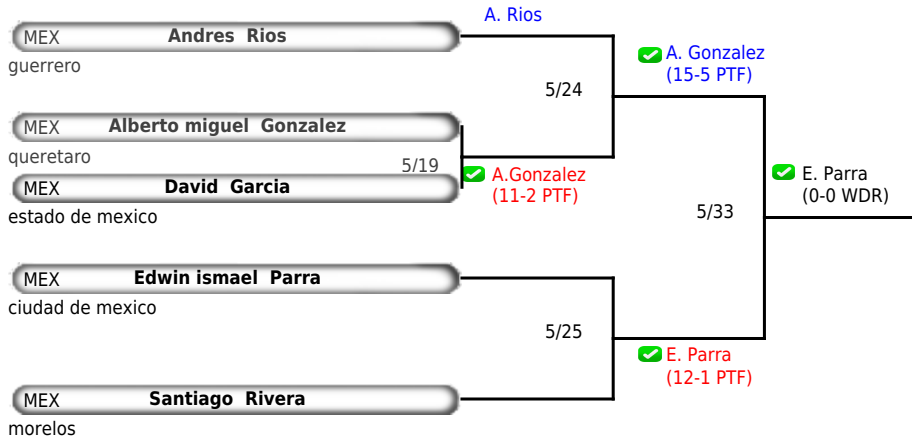 A. Rios
MEX Andres Rios
guerrero
A. Gonzalez
(15-5 PTF)
5/24
MEX Alberto miguel Gonzalez
queretaro
5/19
A.Gonzalez
(11-2 PTF)
MEX David Garcia
estado de mexico
E. Parra
(0-0 WDR)
5/33
MEX Edwin ismael Parra
ciudad de mexico
5/25
E. Parra
(12-1 PTF)
MEX Santiago Rivera
morelos